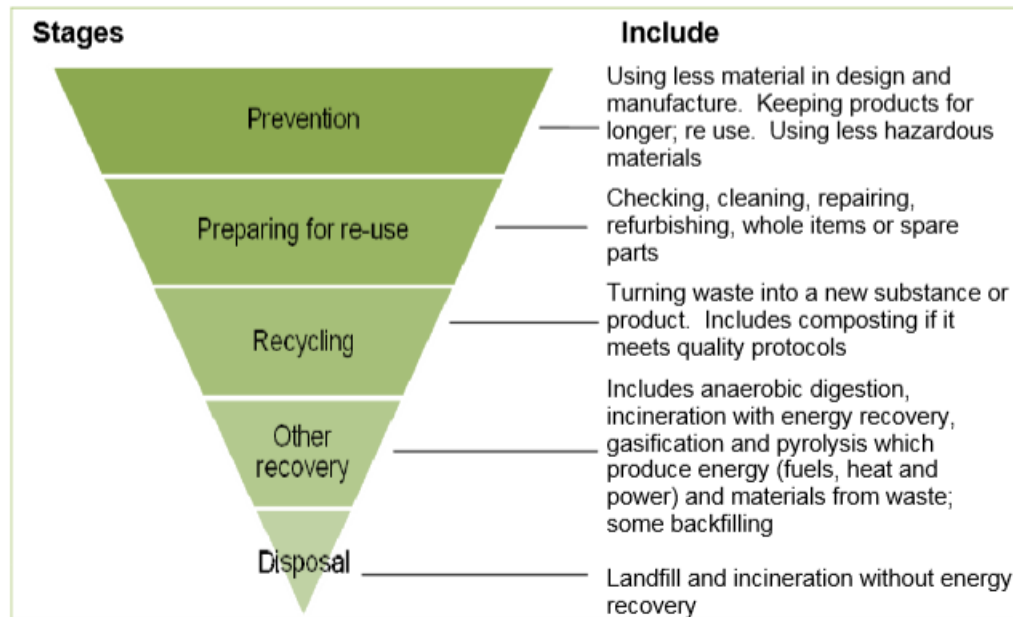 Stages
Include
Prevention
Using less material in design and
manufacture.  Keeping products for
longer; re use.  Using less hazardous
materials
Preparing for re-use
Checking, cleaning, repairing,
refurbishing, whole items or spare
parts
Recycling
Turning waste into a new substance or
product.  Includes composting if it
meets quality protocols
Other
recovery
Includes anaerobic digestion,
incineration with energy recovery,
gasification and pyrolysis which
produce energy (fuels, heat and
power) and materials from waste;
some backfilling
Disposal
Landfill and incineration without energy
recovery